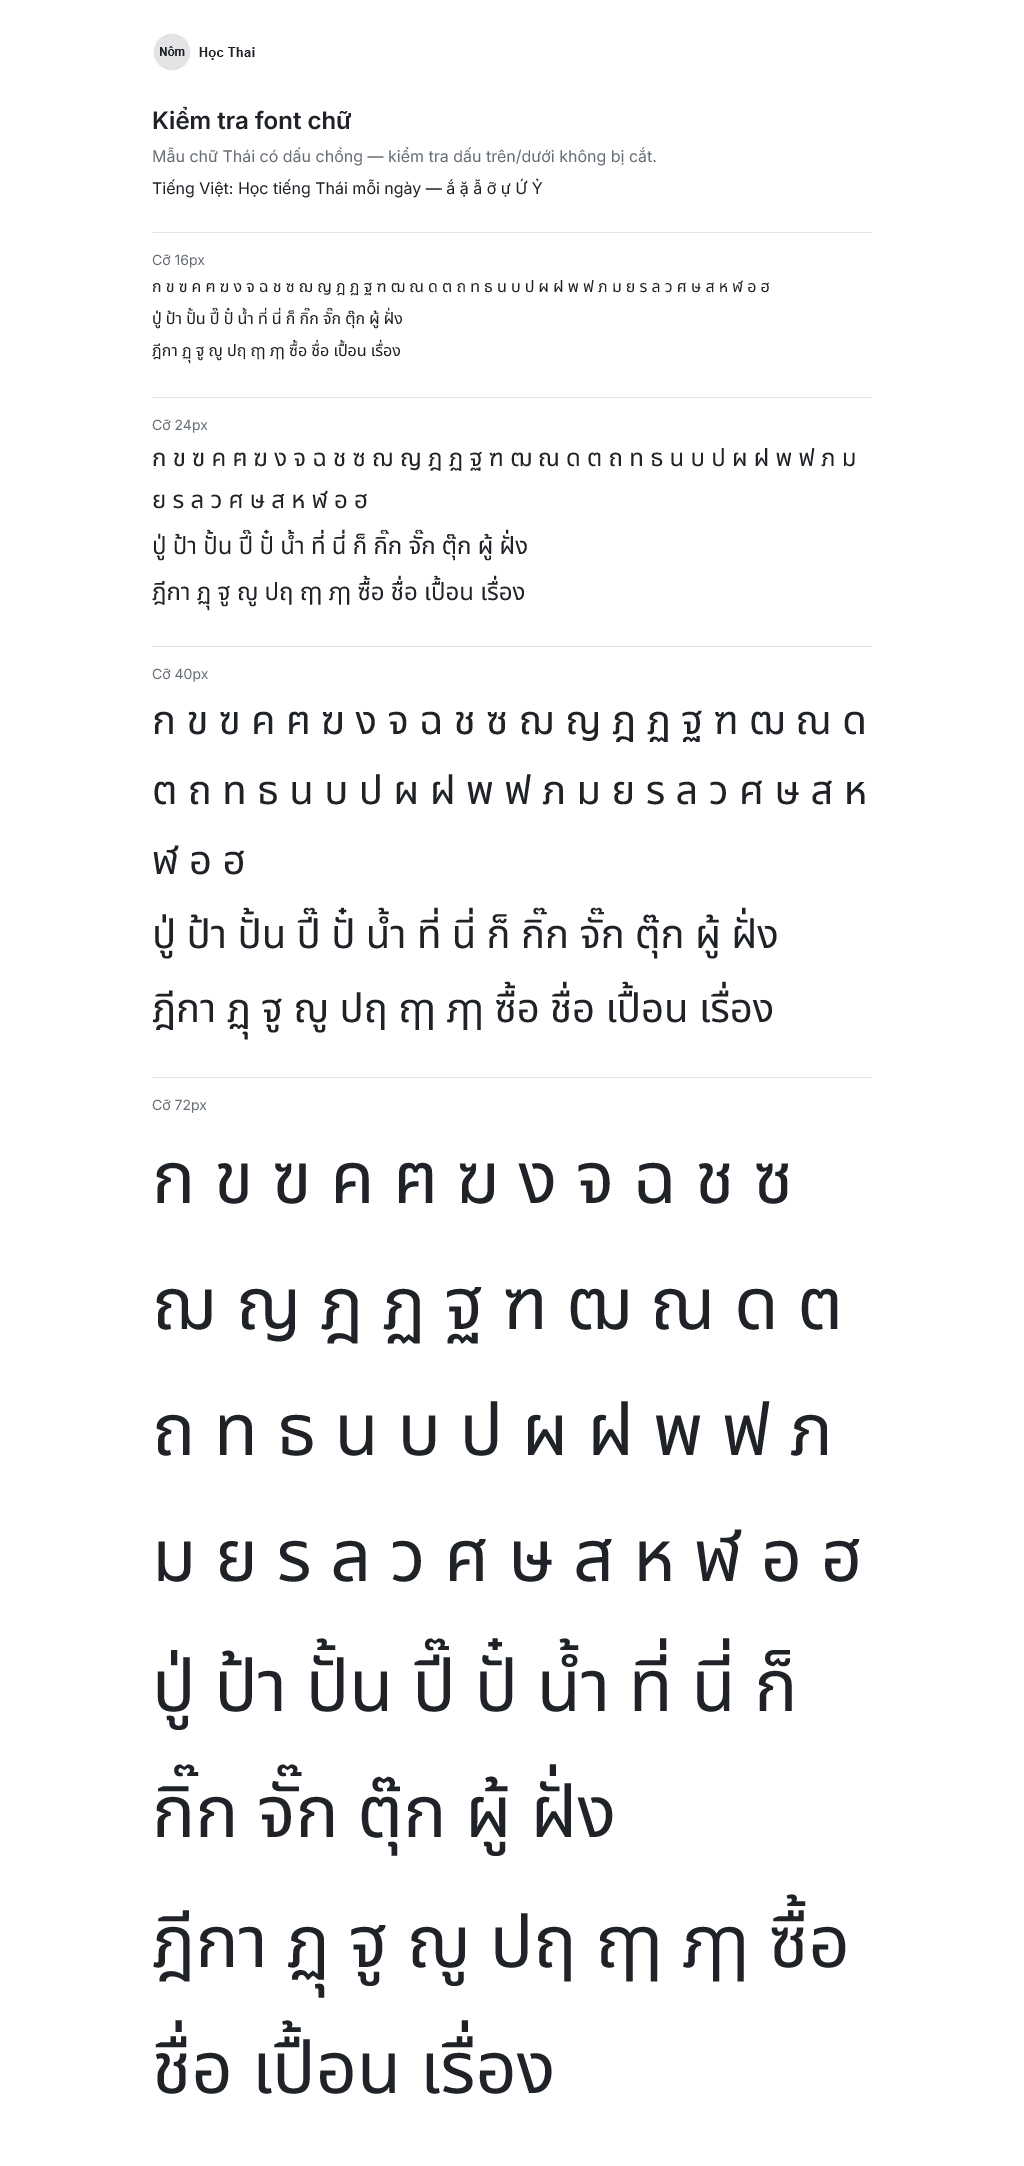 Nôm Học Thai
Kiểm tra font chữ
Mẫu chữ Thái có dấu chồng — kiểm tra dấu trên/dưới không bị cắt.
Tiếng Việt: Học tiếng Thái mỗi ngày — ắ ặ ẫ ỡ ự Ứ Ỷ
Cỡ 16px
ก ข ฃ ค ฅ ฆ ง จ ฉ ช ซ ฌ ญ ฎ ฏ ฐ ฑ ฒ ณ ด ต ถ ท ธ น บ ป ผ ฝ พ ฟ ภ ม ย ร ล ว ศ ษ ส ห ฬ อ ฮ
ปู่ ป้า ปั้น ปี๊ ปั๋ น้ำ ที่ นี่ ก็ กิ๊ก จั๊ก ตุ๊ก ผู้ ฝั่ง
ฎีกา ฏุ ฐู ญู ปฤ ฤๅ ฦๅ ซื้อ ชื่อ เปื้อน เรื่อง
Cỡ 24px
ก ข ฃ ค ฅ ฆ ง จ ฉ ช ซ ฌ ญ ฎ ฏ ฐ ฑ ฒ ณ ด ต ถ ท ธ น บ ป ผ ฝ พ ฟ ภ ม
ย ร ล ว ศ ษ ส ห ฬ อ ฮ
ปู่ ป้า ปั้น ปี๊ ปั๋ น้ำ ที่ นี่ ก็ กิ๊ก จั๊ก ตุ๊ก ผู้ ฝั่ง
ฎีกา ฏุ ฐู ญู ปฤ ฤๅ ฦๅ ซื้อ ชื่อ เปื้อน เรื่อง
Cỡ 40px
ก ข ฃ ค ฅ ฆ ง จ ฉ ช ซ ฌ ญ ฎ ฏ ฐ ฑ ฒ ณ ด
ต ถ ท ธ น บ ป ผ ฝ พ ฟ ภ ม ย ร ล ว ศ ษ ส ห
ฬ อ ฮ
ปู่ ป้า ปั้น ปี๊ ปั๋ น้ำ ที่ นี่ ก็ กิ๊ก จั๊ก ตุ๊ก ผู้ ฝั่ง
ฎีกา ฏุ ฐู ญู ปฤ ฤๅ ฦๅ ซื้อ ชื่อ เปื้อน เรื่อง
Cỡ 72px
ก ข ฃ ค ฅ ฆ ง จ ฉ ช ซ
ฌ ญ ฎ ฏ ฐ ฑ ฒ ณ ด ต
ถ ท ธ น บ ป ผ ฝ พ ฟ ภ
ม ย ร ล ว ศ ษ ส ห ฬ อ ฮ
ปู่ ป้า ปั้น ปี๊ ปั๋ น้ำ ที่ นี่ ก็
กิ๊ก จั๊ก ตุ๊ก ผู้ ฝั่ง
ฎีกา ฏุ ฐู ญู ปฤ ฤๅ ฦๅ ซื้อ
ชื่อ เปื้อน เรื่อง